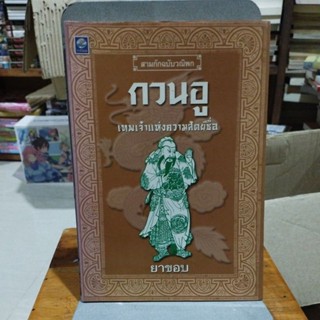 สามก๊กฉบับวณิพก
กวนอู
เทพเจ้าแห่งความสัตย์ซื่อ
ยาขอบ